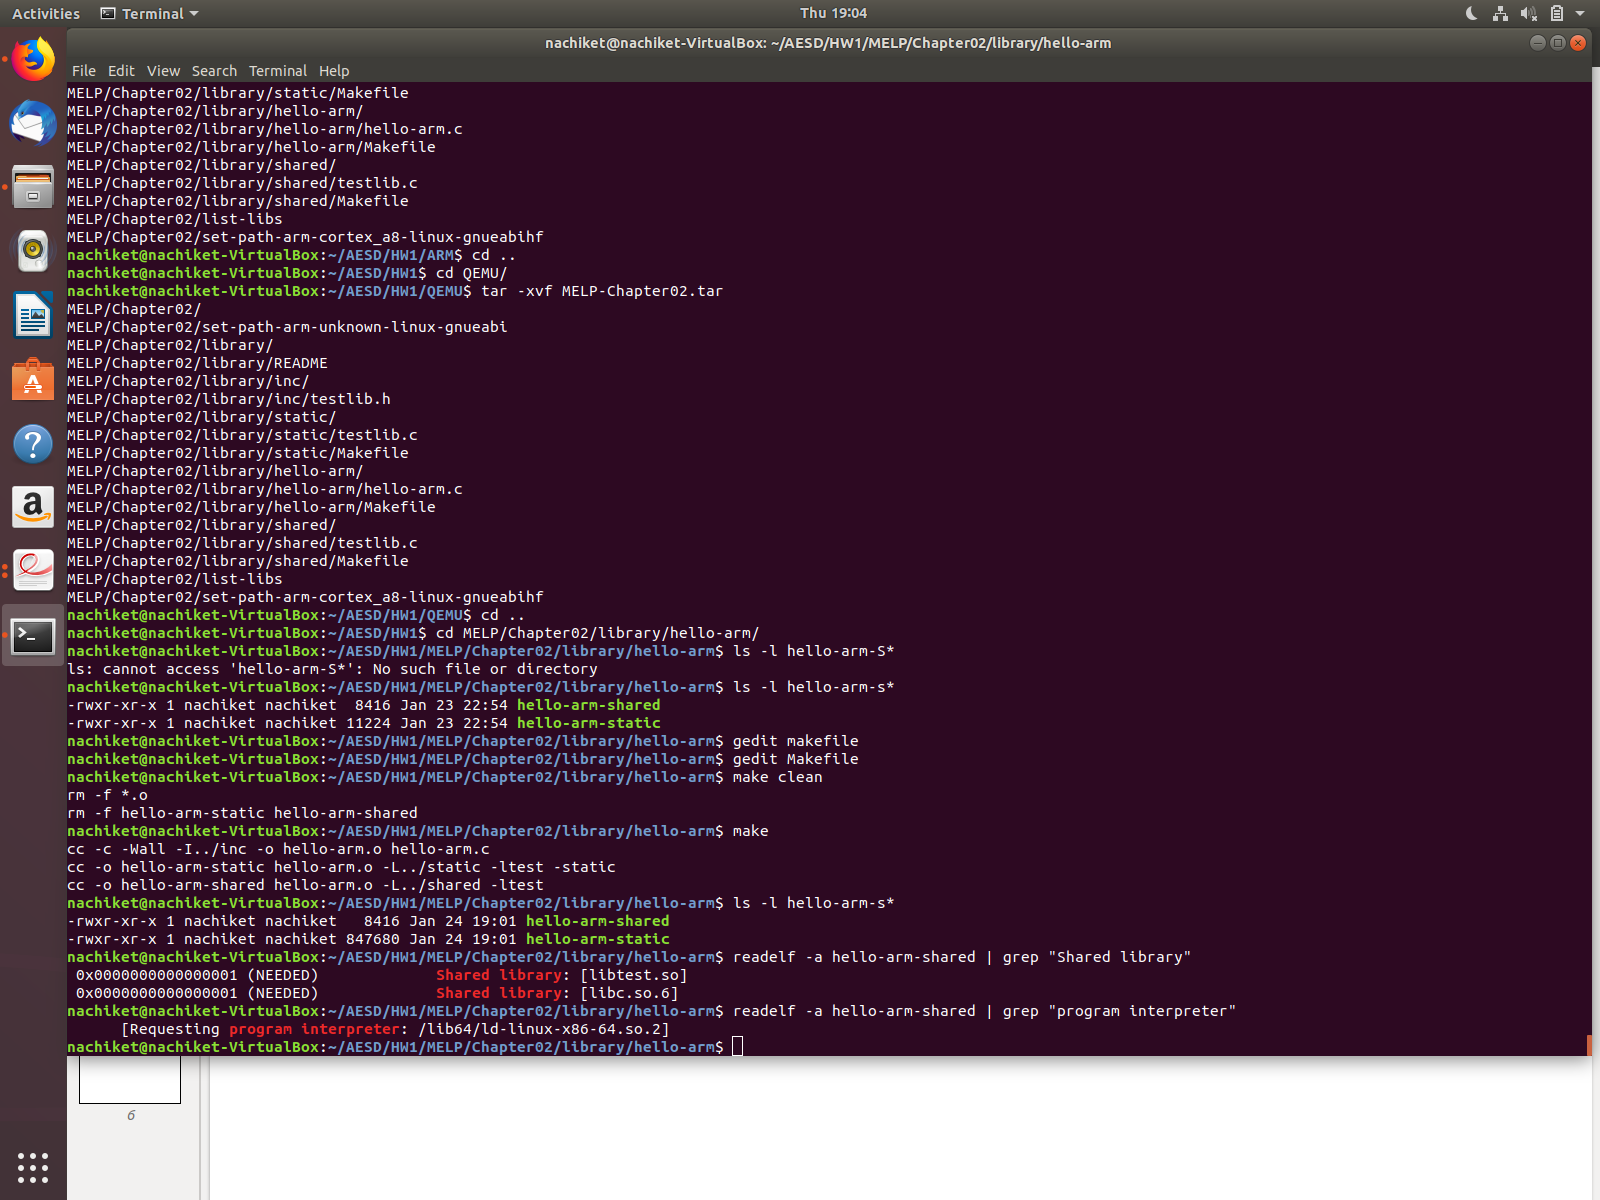 Activities Terminal Thu 19:04
nachiket@nachiket-VirtualBox: ~/AESD/HW1/MELP/Chapter02/library/hello-arm
File Edit View Search Terminal Help
MELP/Chapter02/library/static/Makefile
MELP/Chapter02/library/hello-arm/
MELP/Chapter02/library/hello-arm/hello-arm.c
MELP/Chapter02/library/hello-arm/Makefile
MELP/Chapter02/library/shared/
MELP/Chapter02/library/shared/testlib.c
MELP/Chapter02/library/shared/Makefile
MELP/Chapter02/list-libs
MELP/Chapter02/set-path-arm-cortex_a8-linux-gnueabihf
nachiket@nachiket-VirtualBox:~/AESD/HW1/ARM$ cd ..
nachiket@nachiket-VirtualBox:~/AESD/HW1$ cd QEMU/
nachiket@nachiket-VirtualBox:~/AESD/HW1/QEMU$ tar -xvf MELP-Chapter02.tar
MELP/Chapter02/
MELP/Chapter02/set-path-arm-unknown-linux-gnueabi
MELP/Chapter02/library/
MELP/Chapter02/library/README
MELP/Chapter02/library/inc/
MELP/Chapter02/library/inc/testlib.h
MELP/Chapter02/library/static/
MELP/Chapter02/library/static/testlib.c
MELP/Chapter02/library/static/Makefile
MELP/Chapter02/library/hello-arm/
MELP/Chapter02/library/hello-arm/hello-arm.c
MELP/Chapter02/library/hello-arm/Makefile
MELP/Chapter02/library/shared/
MELP/Chapter02/library/shared/testlib.c
MELP/Chapter02/library/shared/Makefile
MELP/Chapter02/list-libs
MELP/Chapter02/set-path-arm-cortex_a8-linux-gnueabihf
nachiket@nachiket-VirtualBox:~/AESD/HW1/QEMU$ cd ..
nachiket@nachiket-VirtualBox:~/AESD/HW1$ cd MELP/Chapter02/library/hello-arm/
nachiket@nachiket-VirtualBox:~/AESD/HW1/MELP/Chapter02/library/hello-arm$ ls -l hello-arm-S*
ls: cannot access 'hello-arm-S*': No such file or directory
nachiket@nachiket-VirtualBox:~/AESD/HW1/MELP/Chapter02/library/hello-arm$ ls -l hello-arm-s*
-rwxr-xr-x 1 nachiket nachiket  8416 Jan 23 22:54 hello-arm-shared
-rwxr-xr-x 1 nachiket nachiket 11224 Jan 23 22:54 hello-arm-static
nachiket@nachiket-VirtualBox:~/AESD/HW1/MELP/Chapter02/library/hello-arm$ gedit makefile
nachiket@nachiket-VirtualBox:~/AESD/HW1/MELP/Chapter02/library/hello-arm$ gedit Makefile
nachiket@nachiket-VirtualBox:~/AESD/HW1/MELP/Chapter02/library/hello-arm$ make clean
rm -f *.o
rm -f hello-arm-static hello-arm-shared
nachiket@nachiket-VirtualBox:~/AESD/HW1/MELP/Chapter02/library/hello-arm$ make
cc -c -Wall -I../inc -o hello-arm.o hello-arm.c
cc -o hello-arm-static hello-arm.o -L../static -ltest -static
cc -o hello-arm-shared hello-arm.o -L../shared -ltest
nachiket@nachiket-VirtualBox:~/AESD/HW1/MELP/Chapter02/library/hello-arm$ ls -l hello-arm-s*
-rwxr-xr-x 1 nachiket nachiket   8416 Jan 24 19:01 hello-arm-shared
-rwxr-xr-x 1 nachiket nachiket 847680 Jan 24 19:01 hello-arm-static
nachiket@nachiket-VirtualBox:~/AESD/HW1/MELP/Chapter02/library/hello-arm$ readelf -a hello-arm-shared | grep "Shared library"
 0x0000000000000001 (NEEDED)             Shared library: [libtest.so]
 0x0000000000000001 (NEEDED)             Shared library: [libc.so.6]
nachiket@nachiket-VirtualBox:~/AESD/HW1/MELP/Chapter02/library/hello-arm$ readelf -a hello-arm-shared | grep "program interpreter"
      [Requesting program interpreter: /lib64/ld-linux-x86-64.so.2]
nachiket@nachiket-VirtualBox:~/AESD/HW1/MELP/Chapter02/library/hello-arm$
6